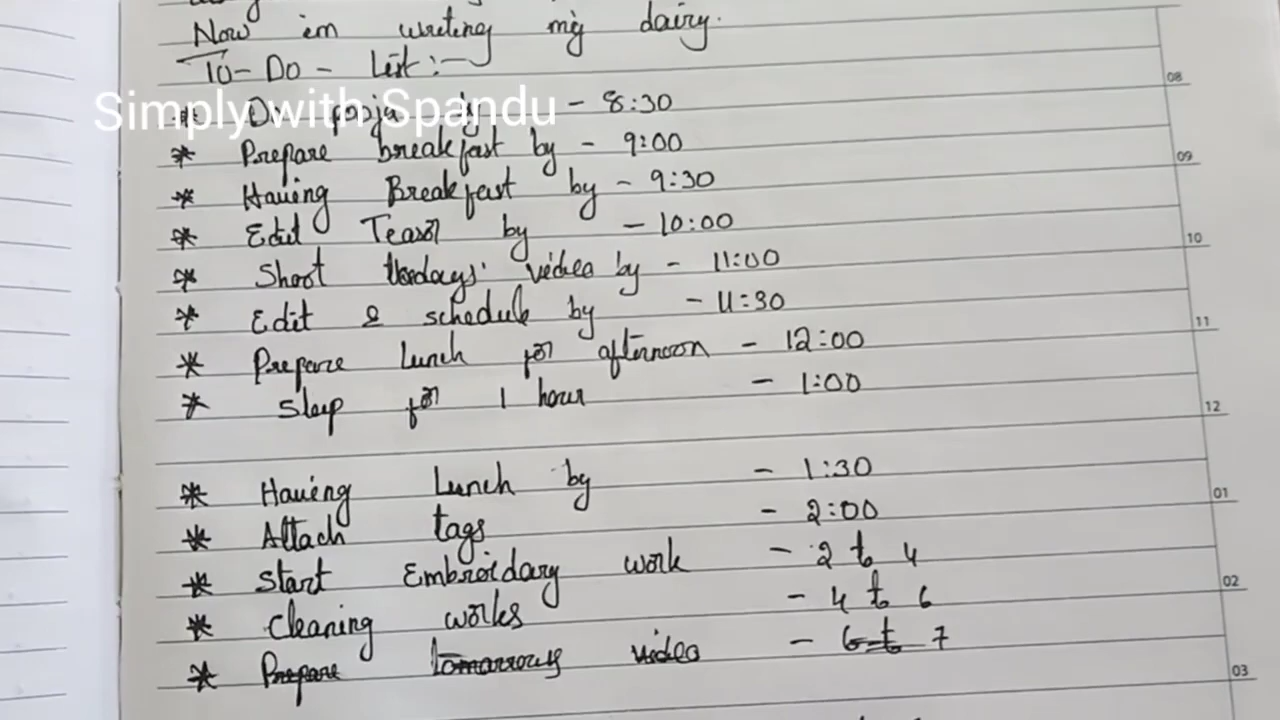 Now im writing my dairy.
To-Do- List :-
Simply with Spandu
* Do pooja by - 8:30
08
* Prepare breakfast by - 9:00
* Having Breakfast by - 9:30
09
* Edit Teasor by - 10:00
* Shoot todays' video by - 11:00
10
* Edit & schedule by - 11:30
* Prepare Lunch for afternoon - 12:00
11
* Sleep for 1 hour - 1:00
12
* Having Lunch by - 1:30
* Attach tags - 2:00
01
* Start Embroidary work - 2 to 4
* Cleaning works - 4 to 6
02
* Prepare tomarrows video - 6 to 7
03